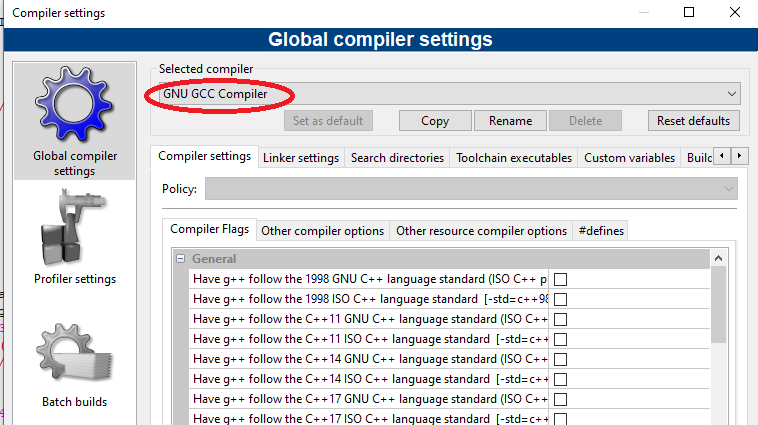 Compiler settings
Global compiler settings
Selected compiler
GNU GCC Compiler
Set as default
Copy
Rename
Delete
Reset defaults
Global compiler
settings
Profiler settings
Batch builds
Compiler settings
Linker settings
Search directories
Toolchain executables
Custom variables
Policy:
Compiler Flags
Other compiler options
Other resource compiler options
#defines
General
Have g++ follow the 1998 GNU C++ language standard (ISO C++ p
Have g++ follow the 1998 ISO C++ language standard [-std=c++98
Have g++ follow the C++11 GNU C++ language standard (ISO C++
Have g++ follow the C++11 ISO C++ language standard [-std=c++
Have g++ follow the C++14 GNU C++ language standard (ISO C++
Have g++ follow the C++14 ISO C++ language standard [-std=c++
Have g++ follow the C++17 GNU C++ language standard (ISO C++
Have g++ follow the C++17 ISO C++ language standard [-std=c++